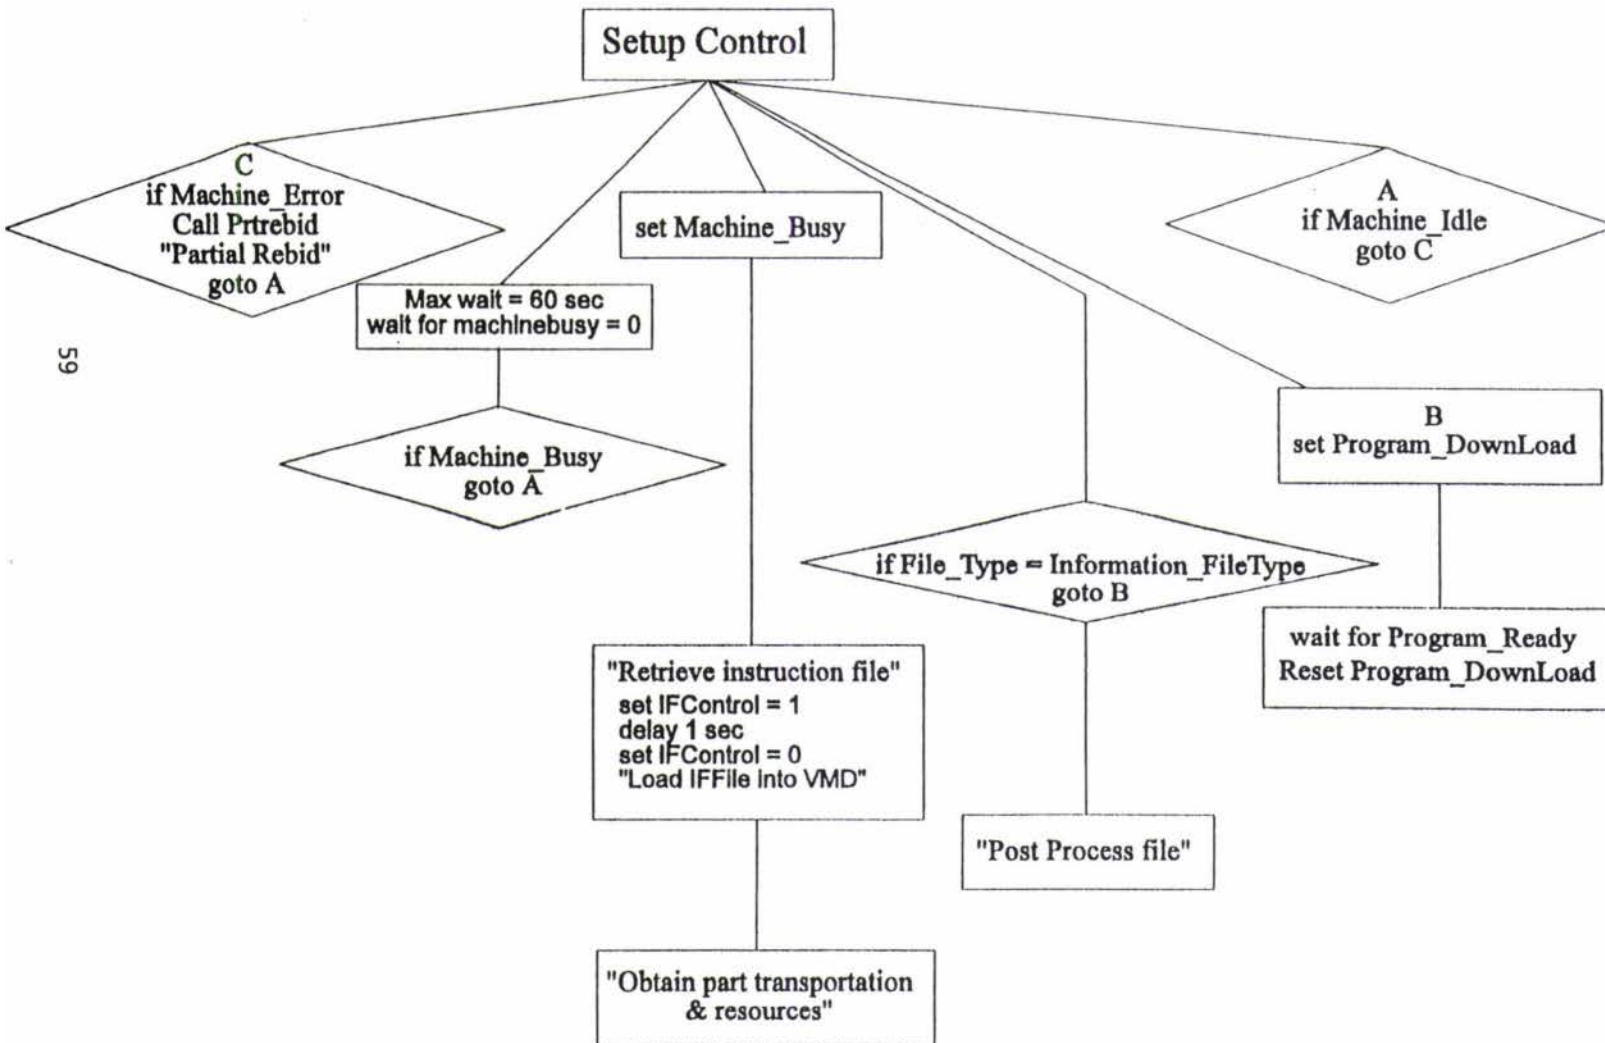 Setup Control
C
if Machine_Error
Call Prtrebid
"Partial Rebid"
goto A
Max wait = 60 sec
wait for machinebusy = 0
if Machine_Busy
goto A
set Machine_Busy
"Retrieve instruction file"
set IFControl = 1
delay 1 sec
set IFControl = 0
"Load IFFile into VMD"
"Obtain part transportation
& resources"
if File_Type = Information_FileType
goto B
"Post Process file"
A
if Machine_Idle
goto C
B
set Program_DownLoad
wait for Program_Ready
Reset Program_DownLoad
59